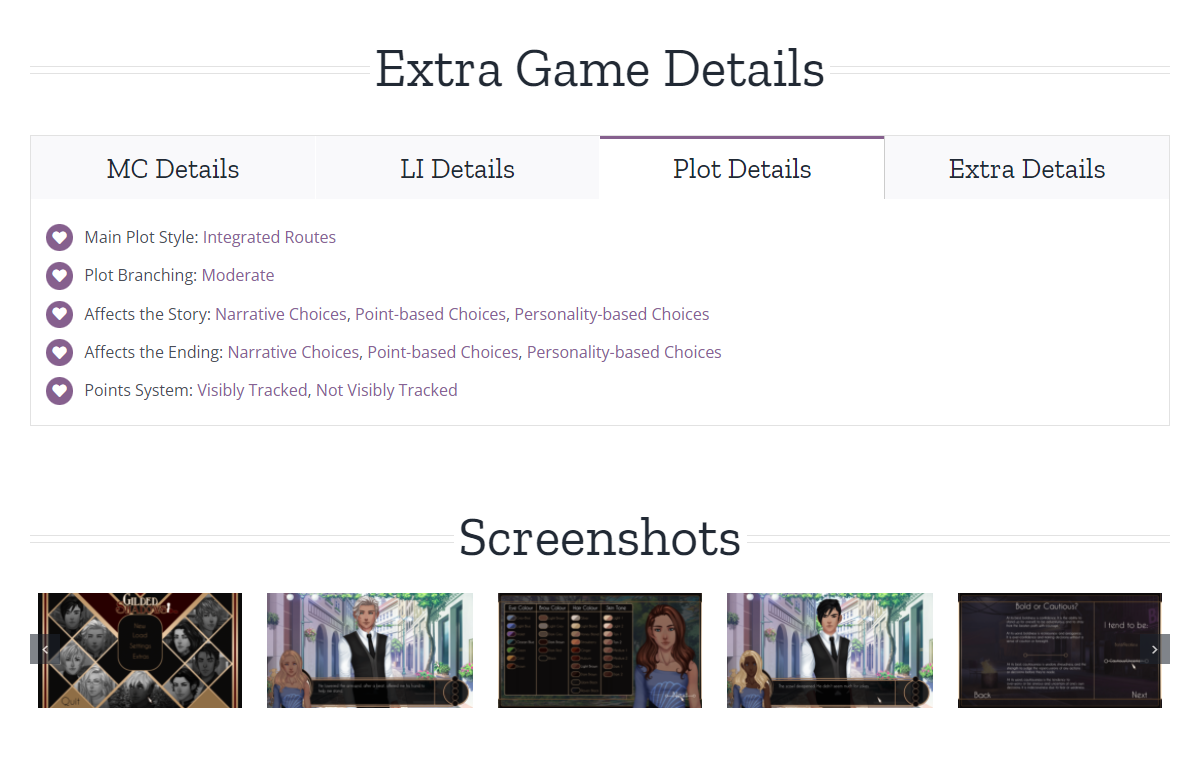 Extra Game Details
MC Details
LI Details
Plot Details
Extra Details
Main Plot Style: Integrated Routes
Plot Branching: Moderate
Affects the Story: Narrative Choices, Point-based Choices, Personality-based Choices
Affects the Ending: Narrative Choices, Point-based Choices, Personality-based Choices
Points System: Visibly Tracked, Not Visibly Tracked
Screenshots
GILDED
SHADOWS
New
Load
Settings
Extras
Quit
Eye Colour
Brow Colour
Hair Colour
Skin Tone
Bold or Cautious?
I tend to be:
Back
Next